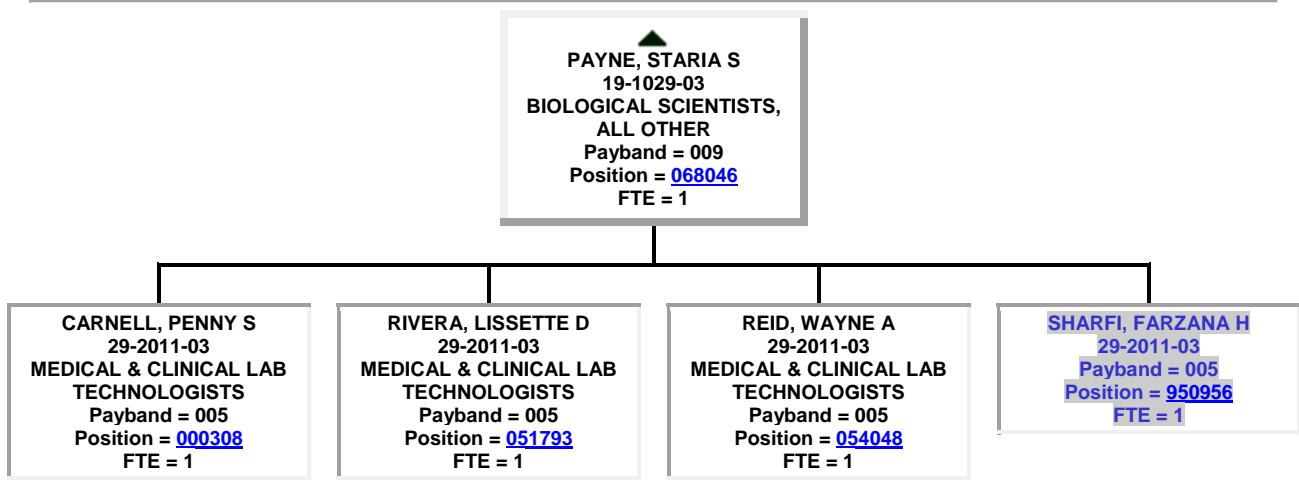 PAYNE, STARIA S
19-1029-03
BIOLOGICAL SCIENTISTS,
ALL OTHER
Payband = 009
Position = 068046
FTE = 1
CARNELL, PENNY S
29-2011-03
MEDICAL & CLINICAL LAB
TECHNOLOGISTS
Payband = 005
Position = 000308
FTE = 1
RIVERA, LISSETTE D
29-2011-03
MEDICAL & CLINICAL LAB
TECHNOLOGISTS
Payband = 005
Position = 051793
FTE = 1
REID, WAYNE A
29-2011-03
MEDICAL & CLINICAL LAB
TECHNOLOGISTS
Payband = 005
Position = 054048
FTE = 1
SHARFI, FARZANA H
29-2011-03
Payband = 005
Position = 950956
FTE = 1